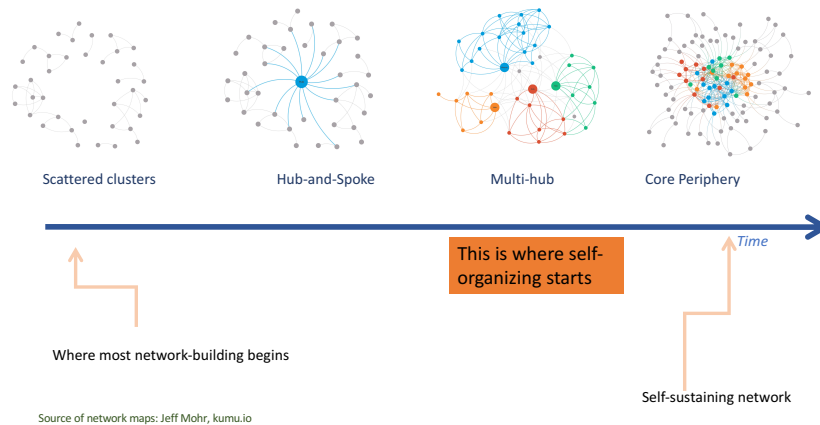 Scattered clusters
Hub-and-Spoke
Multi-hub
Core Periphery
Time
This is where self-
organizing starts
Where most network-building begins
Self-sustaining network
Source of network maps: Jeff Mohr, kumu.io